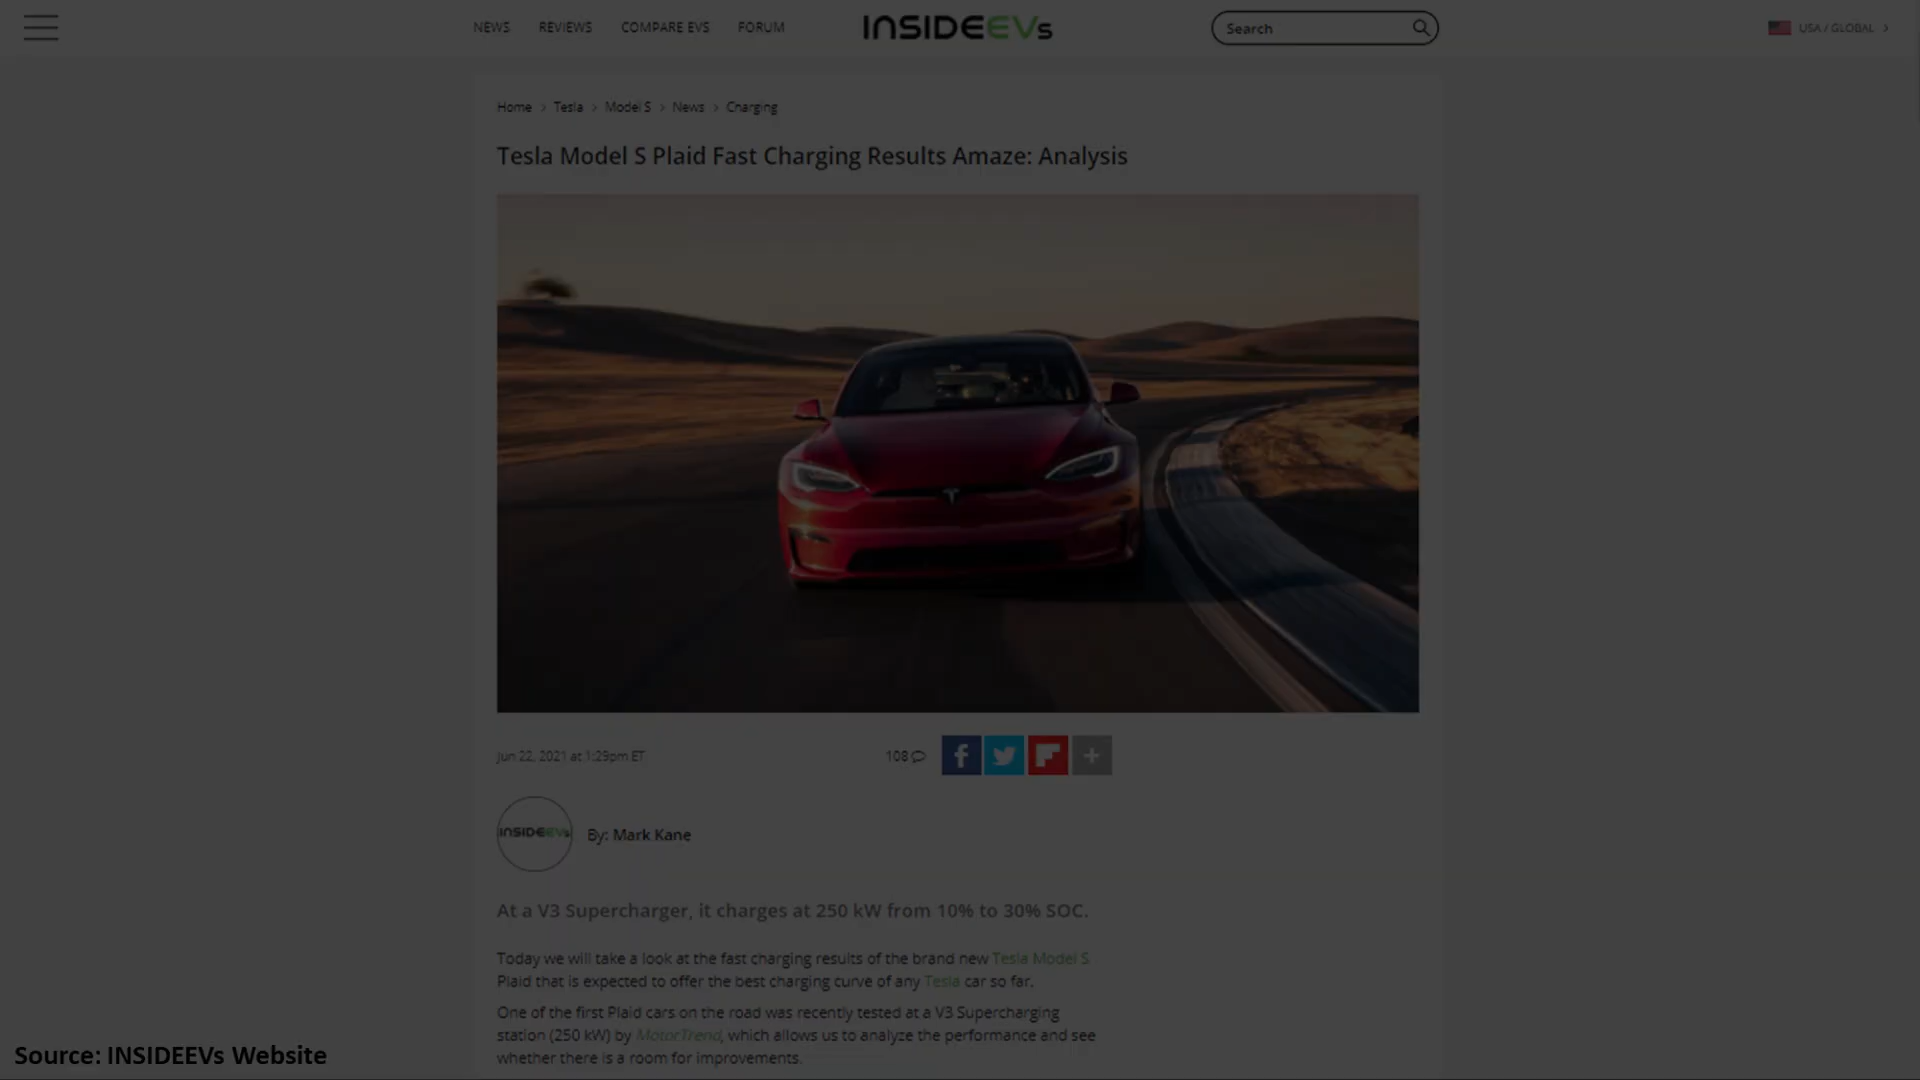 NEWS REVIEWS COMPARE EVS FORUM INSIDEEVs Search USA / GLOBAL
Home > Tesla > Model S > News > Charging
Tesla Model S Plaid Fast Charging Results Amaze: Analysis
Jun 22, 2021 at 1:29pm ET 108
INSIDEEVs By: Mark Kane
At a V3 Supercharger, it charges at 250 kW from 10% to 30% SOC.
Today we will take a look at the fast charging results of the brand new Tesla Model S
Plaid that is expected to offer the best charging curve of any Tesla car so far.
One of the first Plaid cars on the road was recently tested at a V3 Supercharging
station (250 kW) by MotorTrend, which allows us to analyze the performance and see
whether there is a room for improvements.
Source: INSIDEEVs Website